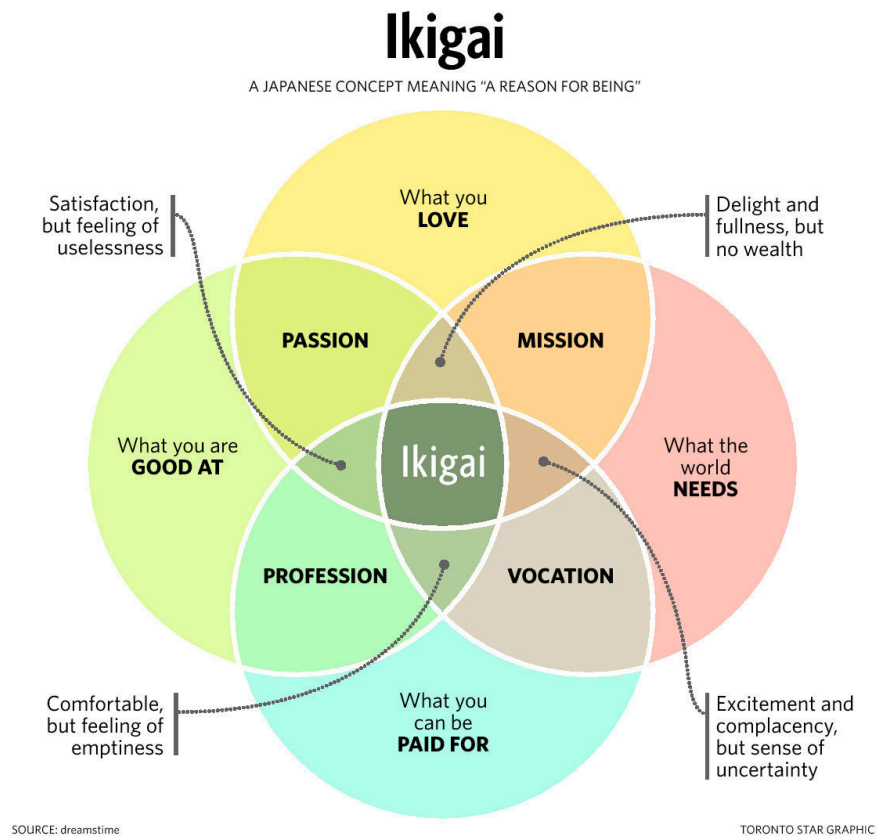 Ikigai
A JAPANESE CONCEPT MEANING “A REASON FOR BEING”
Satisfaction,
but feeling of
uselessness
What you
LOVE
Delight and
fullness, but
no wealth
PASSION
MISSION
What you are
GOOD AT
Ikigai
What the
world
NEEDS
PROFESSION
VOCATION
Comfortable,
but feeling of
emptiness
What you
can be
PAID FOR
Excitement and
complacency,
but sense of
uncertainty
SOURCE: dreamstime
TORONTO STAR GRAPHIC